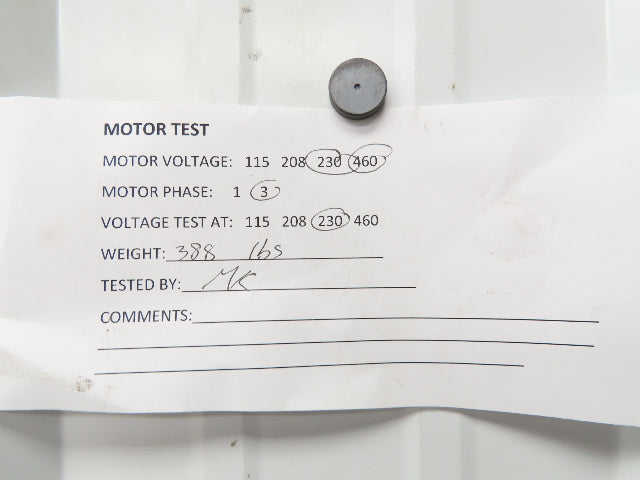 MOTOR TEST
MOTOR VOLTAGE: 115 208 230 460
MOTOR PHASE: 1 3
VOLTAGE TEST AT: 115 208 230 460
WEIGHT: 388 lbs
TESTED BY: MK
COMMENTS: